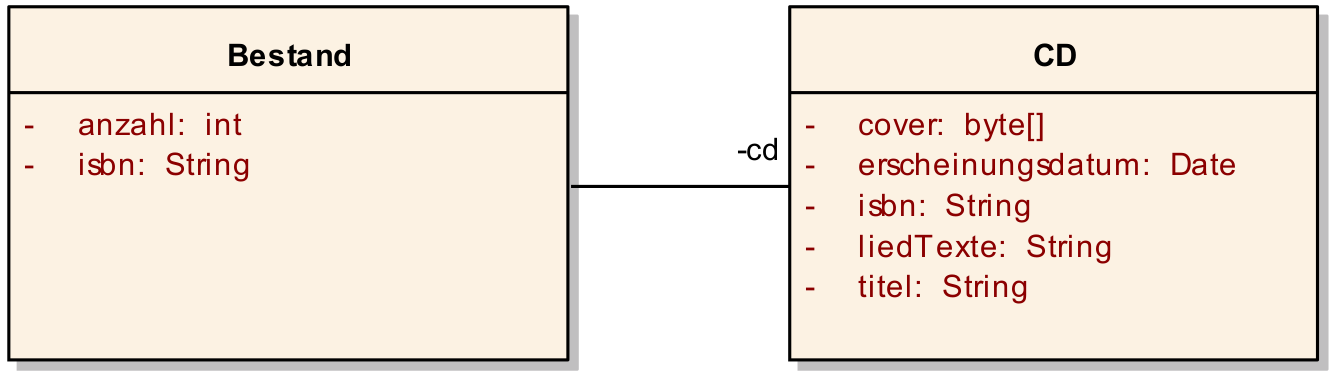 Bestand
- anzahl: int
- isbn: String
-cd
CD
- cover: byte[]
- erscheinungsdatum: Date
- isbn: String
- liedTexte: String
- titel: String